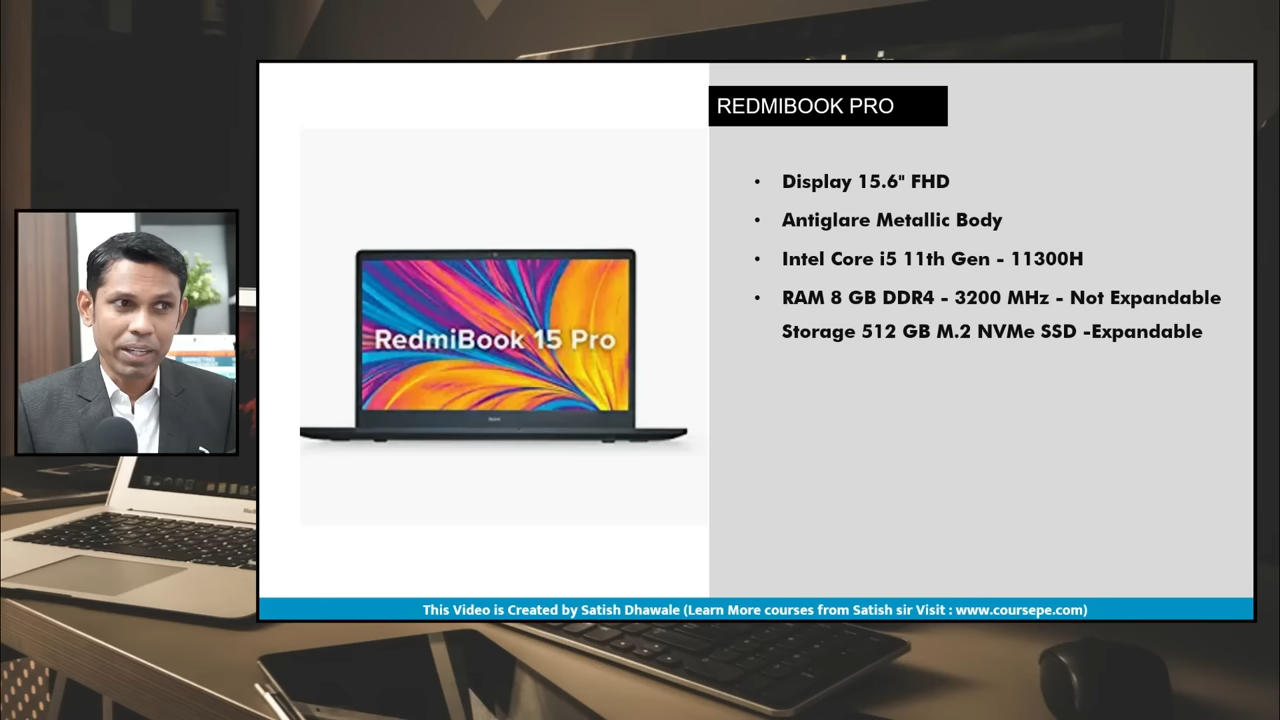 REDMIBOOK PRO
• Display 15.6" FHD
• Antiglare Metallic Body
• Intel Core i5 11th Gen - 11300H
• RAM 8 GB DDR4 - 3200 MHz - Not Expandable
Storage 512 GB M.2 NVMe SSD -Expandable
RedmiBook 15 Pro
This Video is Created by Satish Dhawale (Learn More courses from Satish sir Visit : www.coursepe.com)